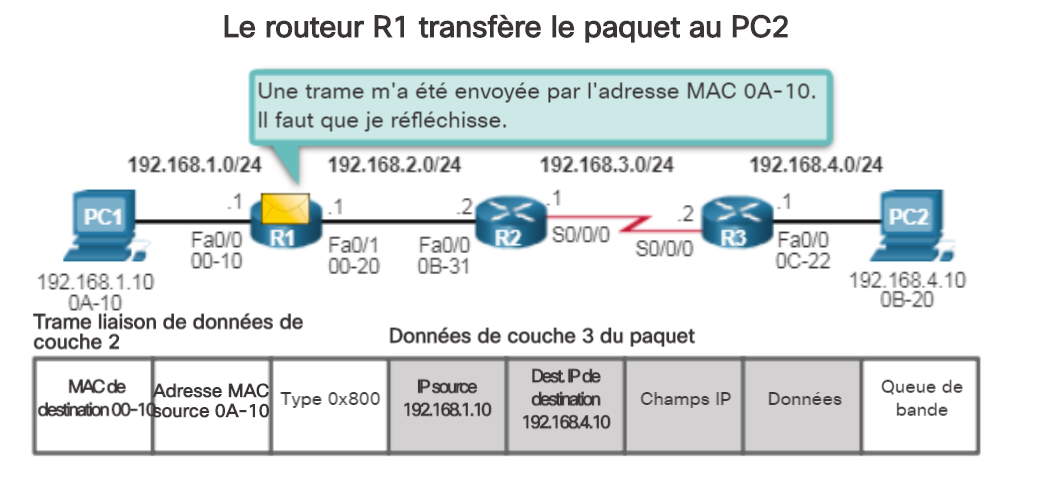 Le routeur R1 transfère le paquet au PC2
Une trame m'a été envoyée par l'adresse MAC 0A-10.
Il faut que je réfléchisse.
192.168.1.0/24 192.168.2.0/24 192.168.3.0/24 192.168.4.0/24
PC1 .1 R1 .1 .2 R2 .1 .2 R3 .1 PC2
Fa0/0 Fa0/1 Fa0/0 S0/0/0 S0/0/0 Fa0/0
00-10 00-20 0B-31 0C-22
192.168.1.10 192.168.4.10
0A-10 0B-20
Trame liaison de données de
couche 2
Données de couche 3 du paquet
MAC de
destination 00-10
Adresse MAC
source 0A-10
Type 0x800
IP source
192.168.1.10
Dest. IP de
destination
192.168.4.10
Champs IP
Données
Queue de
bande